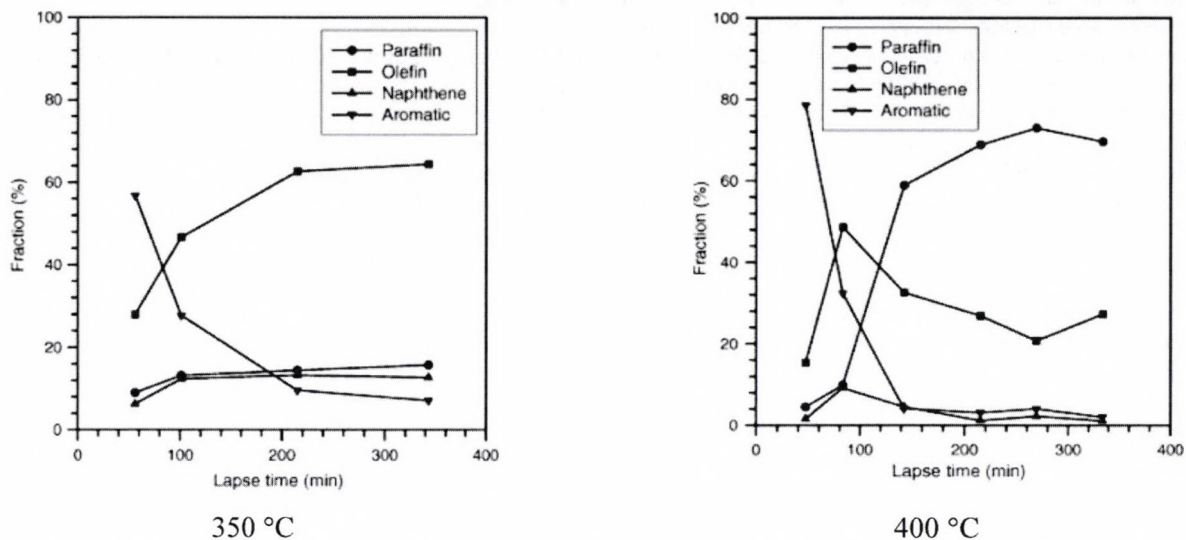 100
80
60
40
20
0
Fraction (%)
Paraffin
Olefin
Naphthene
Aromatic
0 100 200 300 400
Lapse time (min)
350 °C
100
80
60
40
20
0
Fraction (%)
Paraffin
Olefin
Naphthene
Aromatic
0 100 200 300 400
Lapse time (min)
400 °C